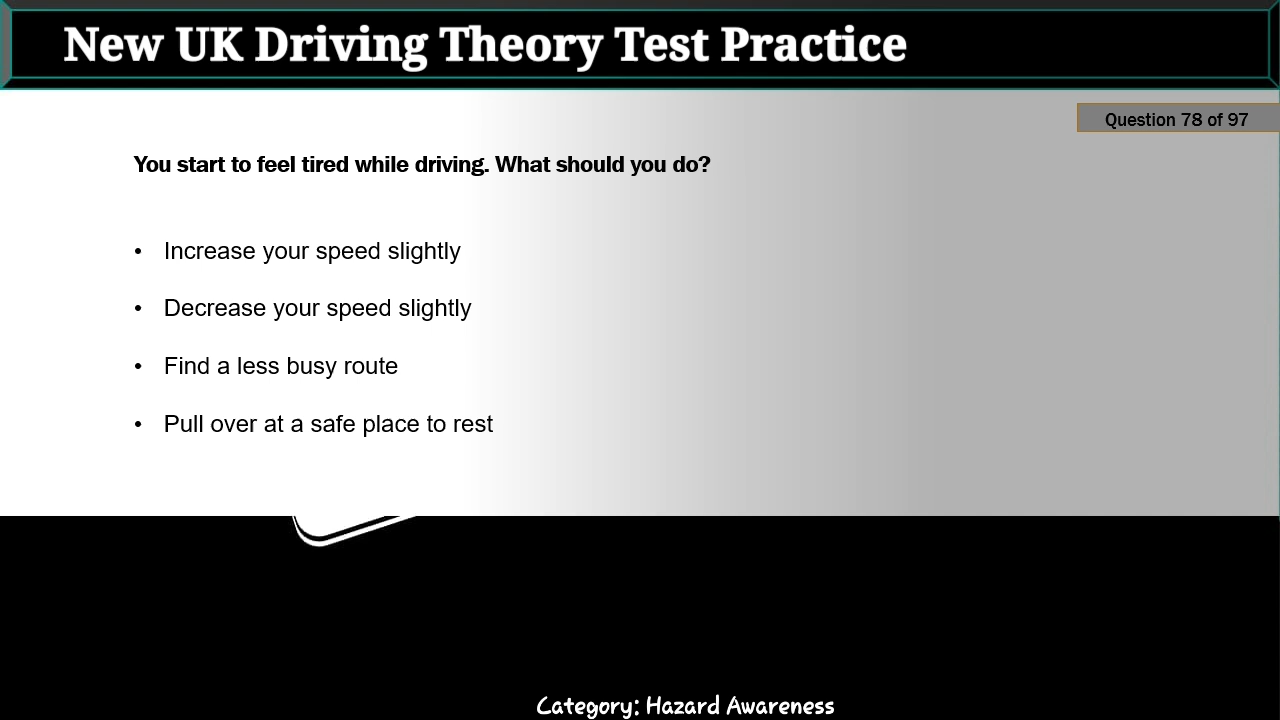 New UK Driving Theory Test Practice
Question 78 of 97
You start to feel tired while driving. What should you do?
• Increase your speed slightly
• Decrease your speed slightly
• Find a less busy route
• Pull over at a safe place to rest
Category: Hazard Awareness